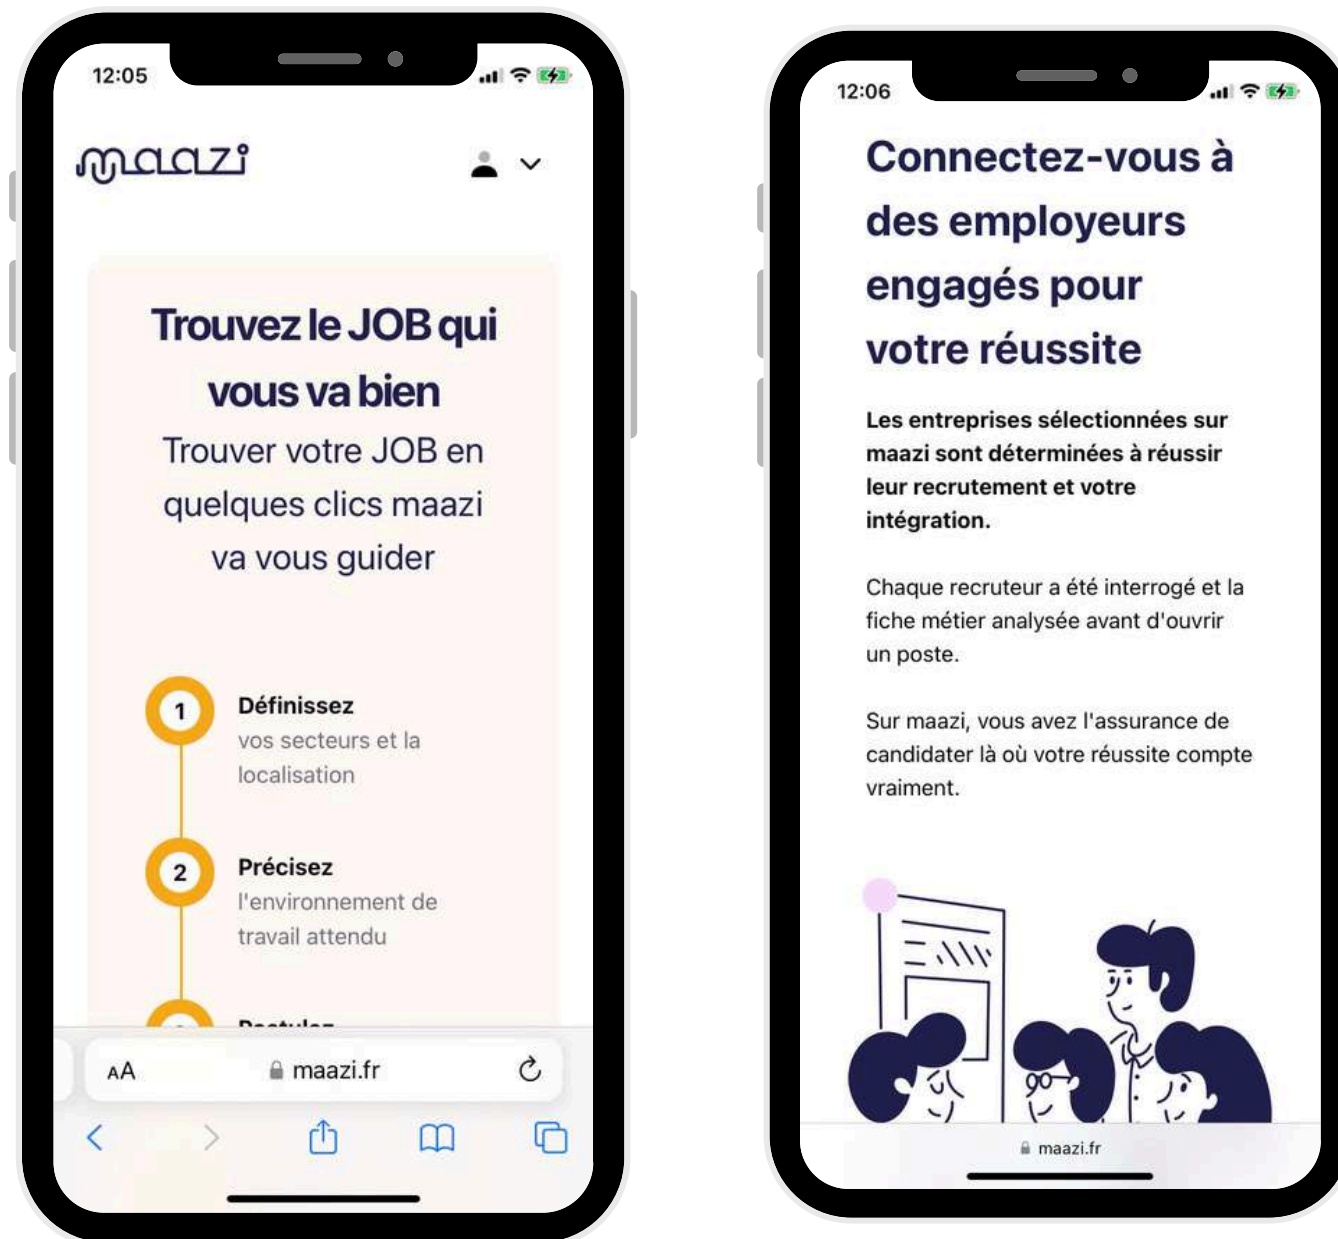 12:05
maazi
Trouvez le JOB qui
vous va bien
Trouver votre JOB en
quelques clics maazi
va vous guider
1
Définissez
vos secteurs et la
localisation
2
Précisez
l'environnement de
travail attendu
AA
maazi.fr
12:06
Connectez-vous à
des employeurs
engagés pour
votre réussite
Les entreprises sélectionnées sur
maazi sont déterminées à réussir
leur recrutement et votre
intégration.
Chaque recruteur a été interrogé et la
fiche métier analysée avant d'ouvrir
un poste.
Sur maazi, vous avez l'assurance de
candidater là où votre réussite compte
vraiment.
maazi.fr